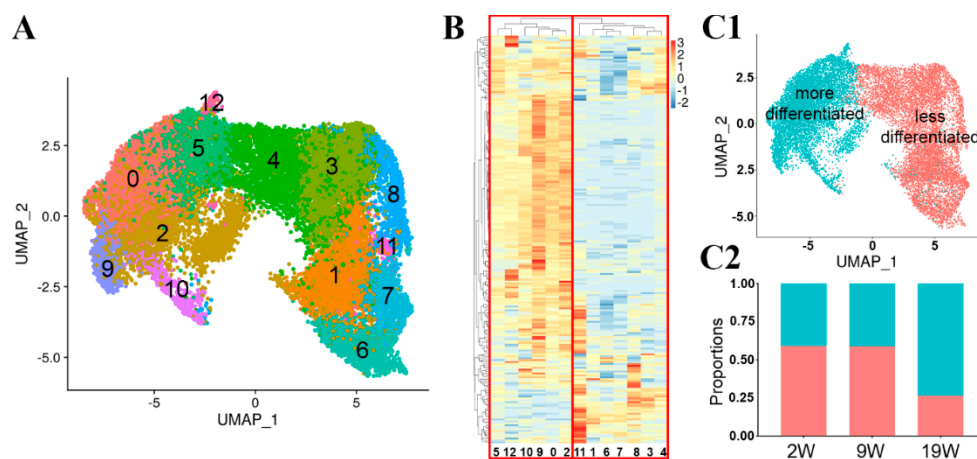 A
12
5
4
3
0
8
2
11
1
9
10
7
6
2.5
0.0
-2.5
-5.0
UMAP_2
-5
0
5
UMAP_1
B
3
2
1
0
-1
-2
5 12 10 9 0 2 11 1 6 7 8 3 4
C1
more
differentiated
less
differentiated
2.5
0.0
-2.5
-5.0
UMAP_2
-5
0
5
UMAP_1
C2
1.00
0.75
0.50
0.25
0.00
Proportions
2W 9W 19W